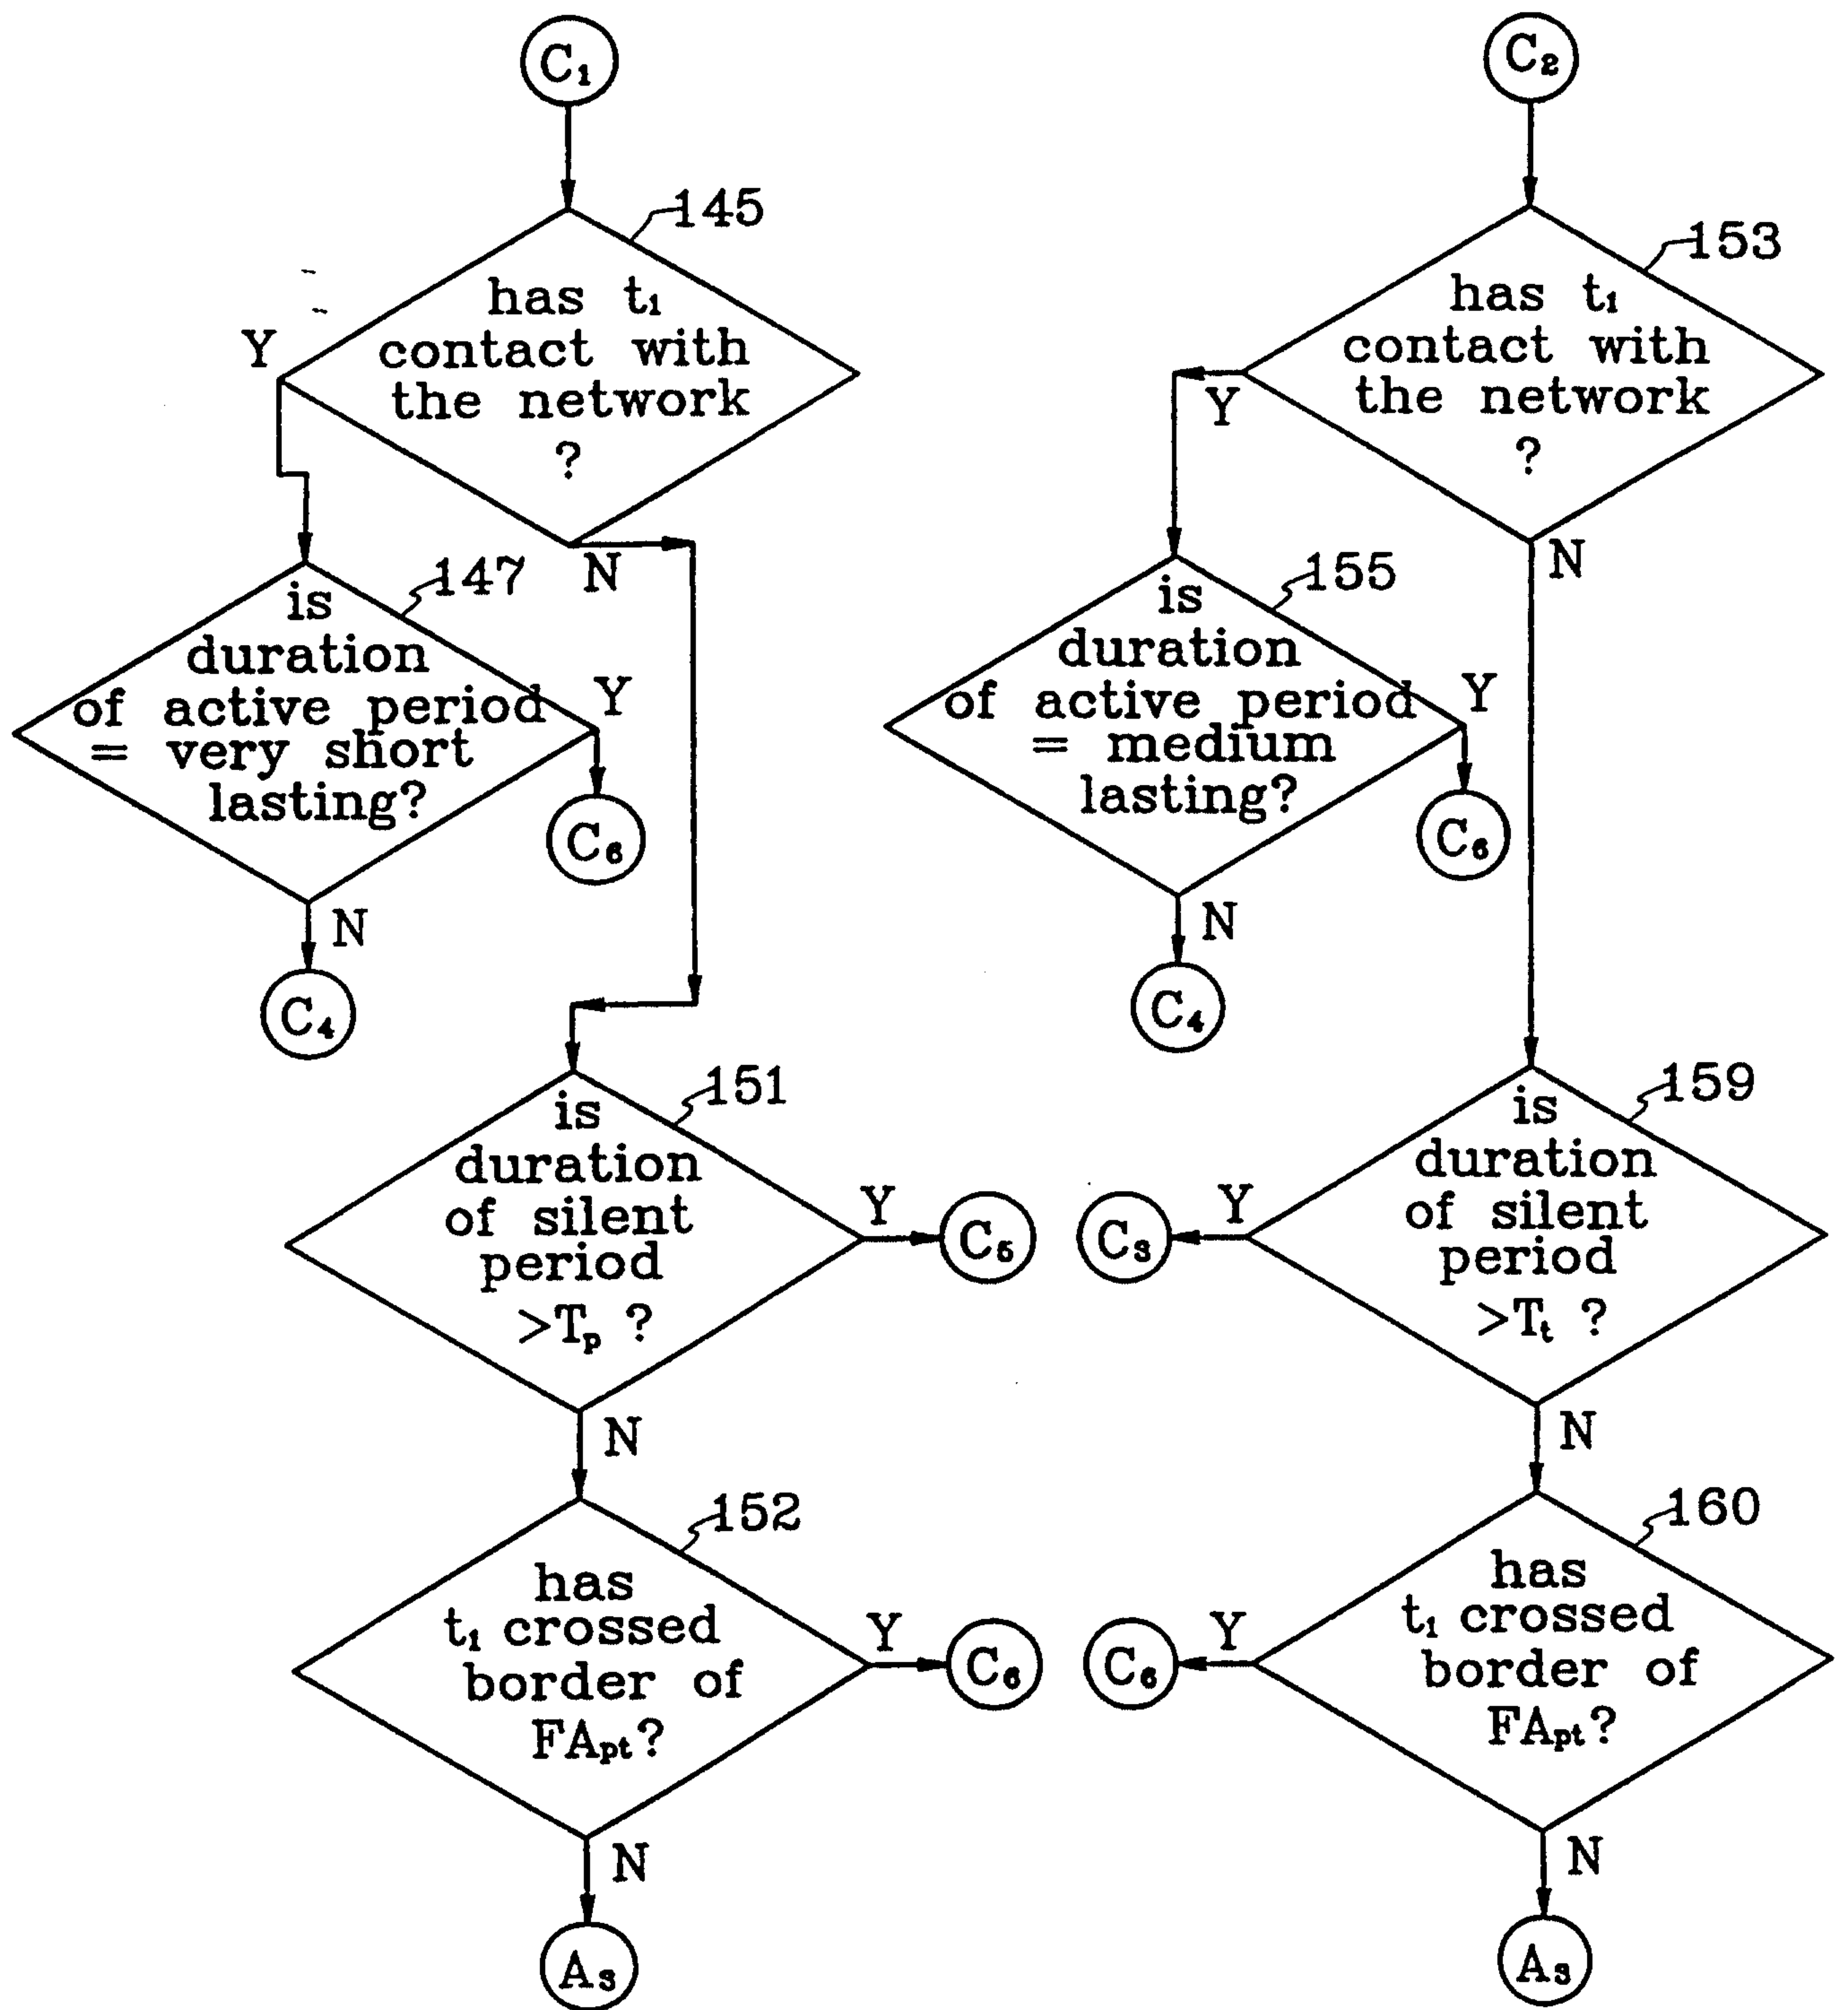 C₁
145
has t₁
contact with
the network
?
Y
N
147
is
duration
of active period
= very short
lasting?
Y
C₆
N
C₄
151
is
duration
of silent
period
>Tₚ ?
Y
C₅
N
152
has
t₁ crossed
border of
FAₚₜ?
Y
C₆
N
A₃
C₂
153
has t₁
contact with
the network
?
Y
N
155
is
duration
of active period
= medium
lasting?
Y
C₆
N
C₄
159
is
duration
of silent
period
>Tₜ ?
Y
C₃
N
160
has
t₁ crossed
border of
FAₚₜ?
Y
C₆
N
A₃